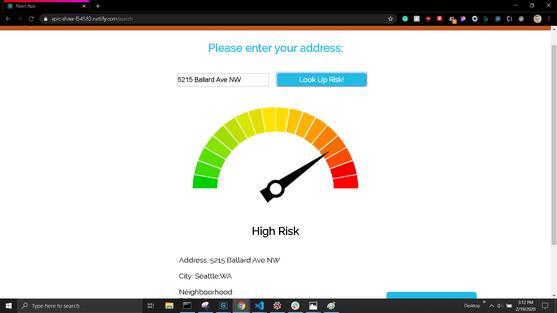 React App
epic-shaw-f54583.netlify.com/search
Please enter your address:
5215 Ballard Ave NW
Look Up Risk!
High Risk
Address: 5215 Ballard Ave NW
City: Seattle,WA
Neighboorhood:
Type here to search
Desktop
3:12 PM
2/19/2020